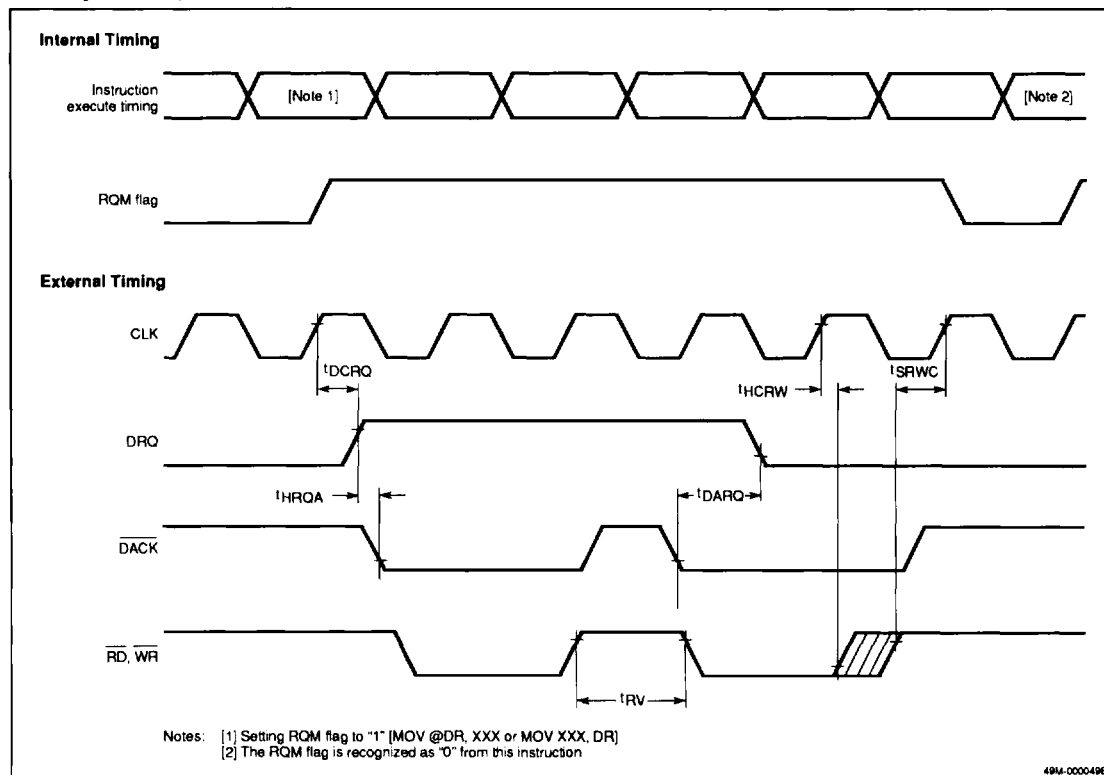 Internal Timing
Instruction
execute timing
[Note 1]
[Note 2]
RQM flag
External Timing
CLK
tDCRQ
tHCRW
tSRWC
DRQ
tHRQA
tDARQ
DACK
RD, WR
tRV
Notes: [1] Setting RQM flag to "1" [MOV @DR, XXX or MOV XXX, DR]
[2] The RQM flag is recognized as "0" from this instruction